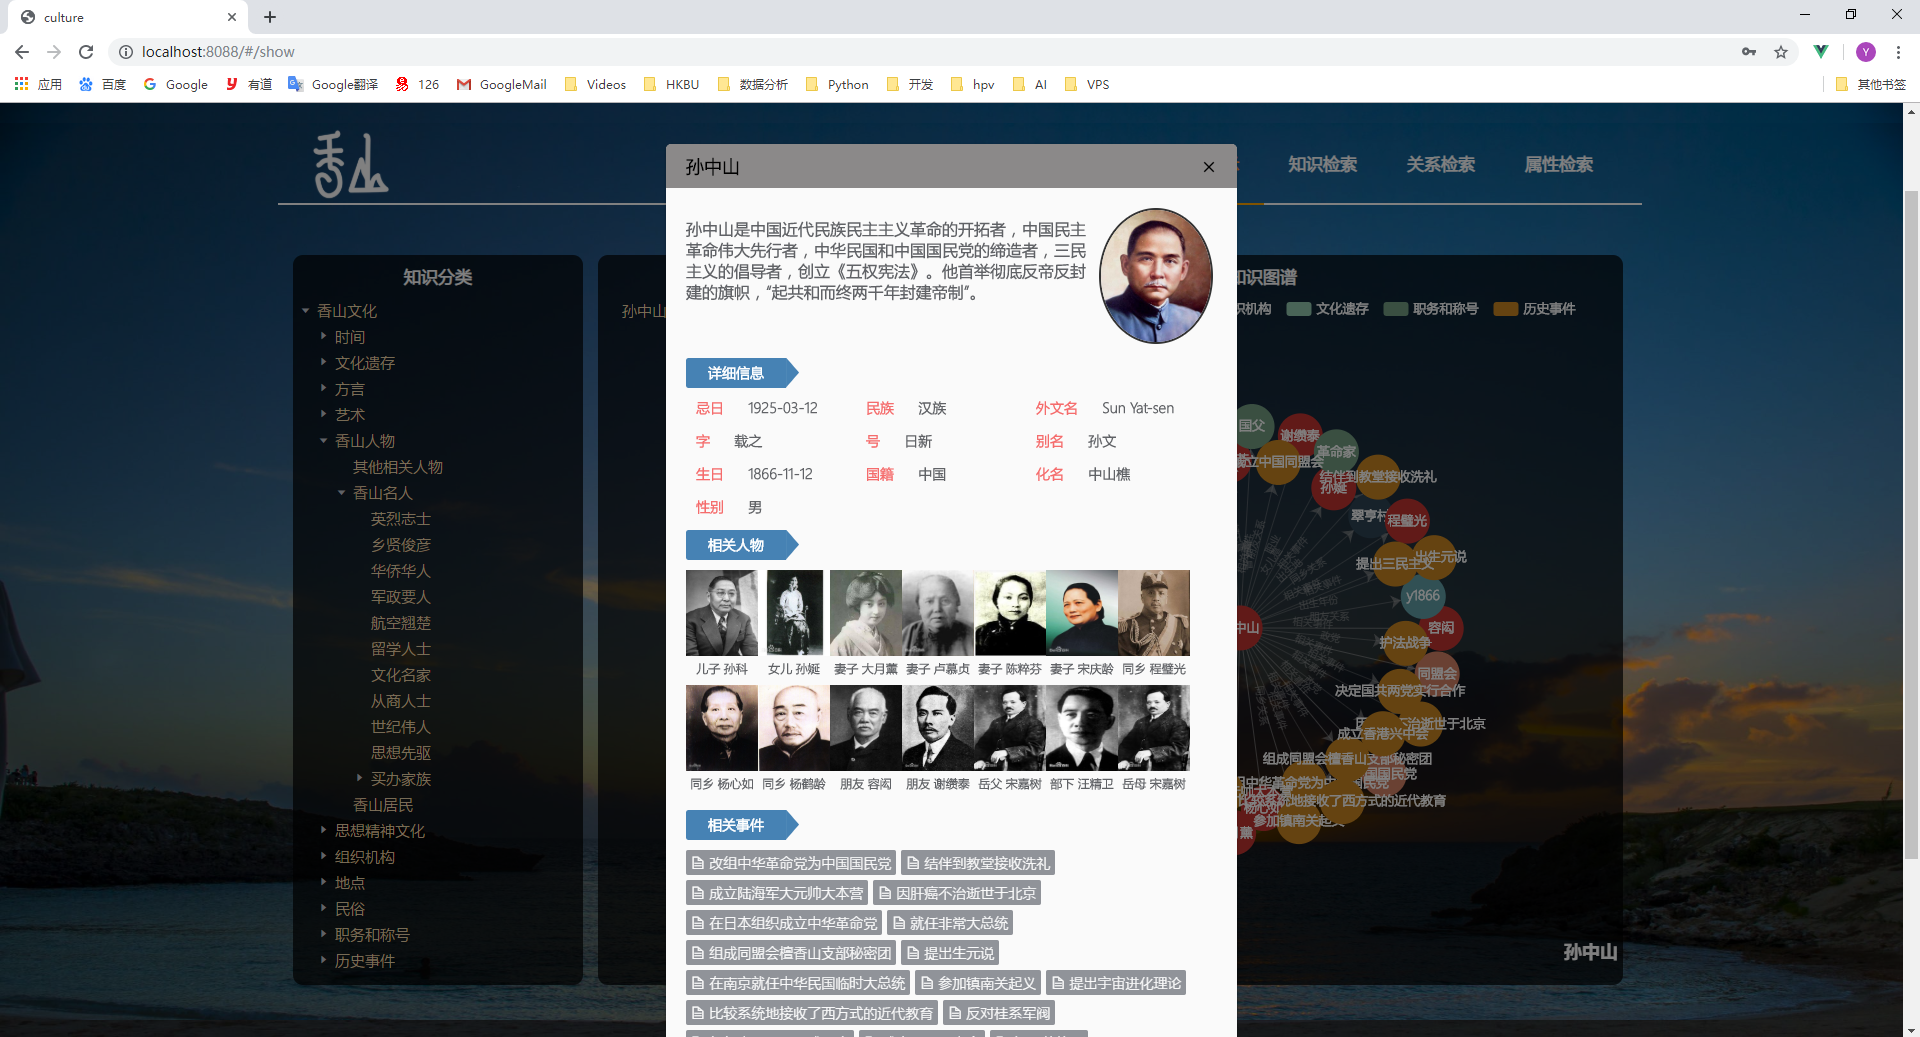 culture
localhost:8088/#/show
Y
应用 百度 Google 有道 Google翻译 126 GoogleMail Videos HKBU 数据分析 Python 开发 hpv AI VPS 其他书签
香山
知识检索 关系检索 属性检索
知识分类
香山文化
时间
文化遗存
方言
艺术
香山人物
其他相关人物
香山名人
英烈志士
乡贤俊彦
华侨华人
军政要人
航空翘楚
留学人士
文化名家
从商人士
世纪伟人
思想先驱
买办家族
香山居民
思想精神文化
组织机构
地点
民俗
职务和称号
历史事件
孙中山
孙中山
孙中山是中国近代民族民主主义革命的开拓者，中国民主
革命伟大先行者，中华民国和中国国民党的缔造者，三民
主义的倡导者，创立《五权宪法》。他首举彻底反帝反封
建的旗帜，“起共和而终两千年封建帝制”。
详细信息
忌日 1925-03-12 民族 汉族 外文名 Sun Yat-sen
字 载之 号 日新 别名 孙文
生日 1866-11-12 国籍 中国 化名 中山樵
性别 男
相关人物
儿子 孙科 女儿 孙娫 妻子 大月薰 妻子 卢慕贞 妻子 陈粹芬 妻子 宋庆龄 同乡 程璧光
同乡 杨心如 同乡 杨鹤龄 朋友 容闳 朋友 谢缵泰 岳父 宋嘉树 部下 汪精卫 岳母 宋嘉树
相关事件
改组中华革命党为中国国民党 结伴到教堂接收洗礼
成立陆海军大元帅大本营 因肝癌不治逝世于北京
在日本组织成立中华革命党 就任非常大总统
组成同盟会檀香山支部秘密团 提出生元说
在南京就任中华民国临时大总统 参加镇南关起义 提出宇宙进化理论
比较系统地接收了西方式的近代教育 反对桂系军阀
知识图谱
织机构 文化遗存 职务和称号 历史事件
国父
谢缵泰
革命家
成立中国同盟会
结伴到教堂接收洗礼
孙娫
翠亨村
程璧光
出生元说
提出三民主义
y1866
容闳
护法战争
同盟会
决定国共两党实行合作
治逝世于北京
成立香港兴中会
组成同盟会檀香山支部秘密团
国国民党
比较系统地接收了西方式的近代教育
杨心如
参加镇南关起义
薰
中山
孙中山